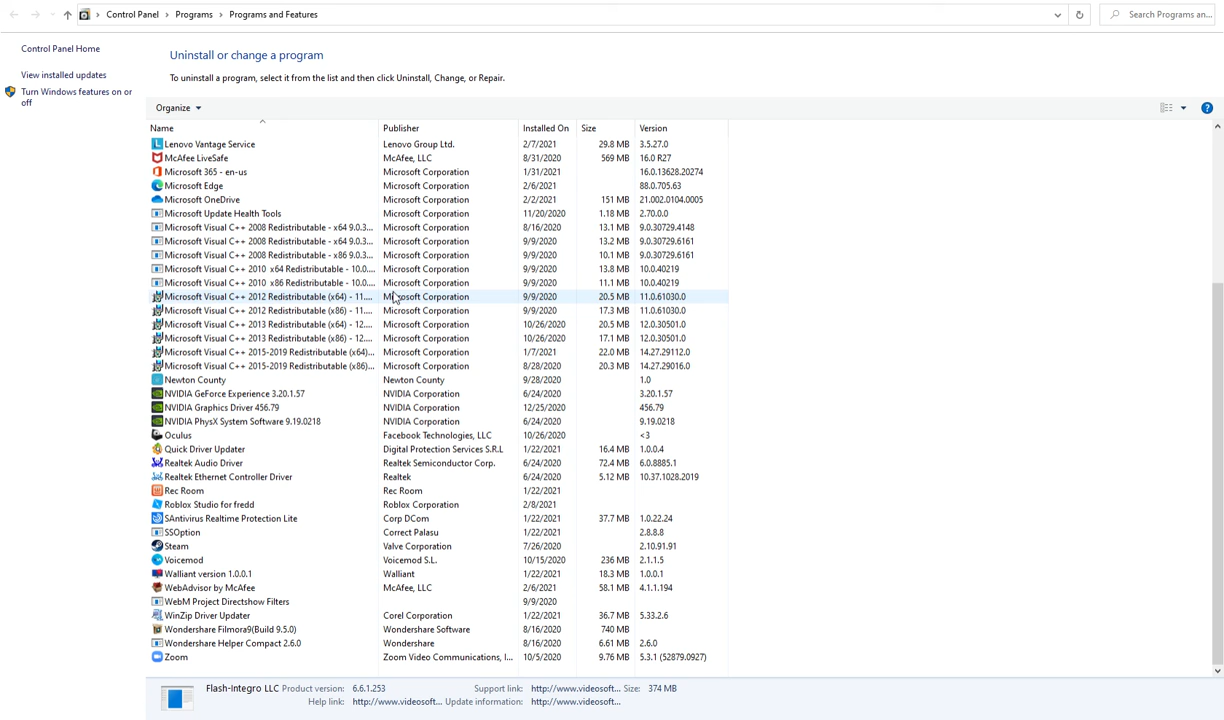 Control Panel › Programs › Programs and Features Search Programs an...
Control Panel Home
View installed updates
Turn Windows features on or
off
Uninstall or change a program
To uninstall a program, select it from the list and then click Uninstall, Change, or Repair.
Organize
Name Publisher Installed On Size Version
Lenovo Vantage Service Lenovo Group Ltd. 2/7/2021 29.8 MB 3.5.27.0
McAfee LiveSafe McAfee, LLC 8/31/2020 569 MB 16.0 R27
Microsoft 365 - en-us Microsoft Corporation 1/31/2021 16.0.13628.20274
Microsoft Edge Microsoft Corporation 2/6/2021 88.0.705.63
Microsoft OneDrive Microsoft Corporation 2/2/2021 151 MB 21.002.0104.0005
Microsoft Update Health Tools Microsoft Corporation 11/20/2020 1.18 MB 2.70.0.0
Microsoft Visual C++ 2008 Redistributable - x64 9.0.3... Microsoft Corporation 8/16/2020 13.1 MB 9.0.30729.4148
Microsoft Visual C++ 2008 Redistributable - x64 9.0.3... Microsoft Corporation 9/9/2020 13.2 MB 9.0.30729.6161
Microsoft Visual C++ 2008 Redistributable - x86 9.0.3... Microsoft Corporation 9/9/2020 10.1 MB 9.0.30729.6161
Microsoft Visual C++ 2010 x64 Redistributable - 10.0.... Microsoft Corporation 9/9/2020 13.8 MB 10.0.40219
Microsoft Visual C++ 2010 x86 Redistributable - 10.0.... Microsoft Corporation 9/9/2020 11.1 MB 10.0.40219
Microsoft Visual C++ 2012 Redistributable (x64) - 11.... Microsoft Corporation 9/9/2020 20.5 MB 11.0.61030.0
Microsoft Visual C++ 2012 Redistributable (x86) - 11.... Microsoft Corporation 9/9/2020 17.3 MB 11.0.61030.0
Microsoft Visual C++ 2013 Redistributable (x64) - 12.... Microsoft Corporation 10/26/2020 20.5 MB 12.0.30501.0
Microsoft Visual C++ 2013 Redistributable (x86) - 12.... Microsoft Corporation 10/26/2020 17.1 MB 12.0.30501.0
Microsoft Visual C++ 2015-2019 Redistributable (x64)... Microsoft Corporation 1/7/2021 22.0 MB 14.27.29112.0
Microsoft Visual C++ 2015-2019 Redistributable (x86)... Microsoft Corporation 8/28/2020 20.3 MB 14.27.29016.0
Newton County Newton County 9/28/2020 1.0
NVIDIA GeForce Experience 3.20.1.57 NVIDIA Corporation 6/24/2020 3.20.1.57
NVIDIA Graphics Driver 456.79 NVIDIA Corporation 12/25/2020 456.79
NVIDIA PhysX System Software 9.19.0218 NVIDIA Corporation 6/24/2020 9.19.0218
Oculus Facebook Technologies, LLC 10/26/2020 <3
Quick Driver Updater Digital Protection Services S.R.L 1/22/2021 16.4 MB 1.0.0.4
Realtek Audio Driver Realtek Semiconductor Corp. 6/24/2020 72.4 MB 6.0.8885.1
Realtek Ethernet Controller Driver Realtek 6/24/2020 5.12 MB 10.37.1028.2019
Rec Room Rec Room 1/22/2021
Roblox Studio for fredd Roblox Corporation 2/8/2021
SAntivirus Realtime Protection Lite Corp DCom 1/22/2021 37.7 MB 1.0.22.24
SSOption Correct Palasu 1/22/2021 2.8.8.8
Steam Valve Corporation 7/26/2020 2.10.91.91
Voicemod Voicemod S.L. 10/15/2020 236 MB 2.1.1.5
Walliant version 1.0.0.1 Walliant 1/22/2021 18.3 MB 1.0.0.1
WebAdvisor by McAfee McAfee, LLC 2/6/2021 58.1 MB 4.1.1.194
WebM Project Directshow Filters 9/9/2020
WinZip Driver Updater Corel Corporation 1/22/2021 36.7 MB 5.33.2.6
Wondershare Filmora9(Build 9.5.0) Wondershare Software 8/16/2020 740 MB
Wondershare Helper Compact 2.6.0 Wondershare 8/16/2020 6.61 MB 2.6.0
Zoom Zoom Video Communications, I... 10/5/2020 9.76 MB 5.3.1 (52879.0927)
Flash-Integro LLC Product version: 6.6.1.253 Support link: http://www.videosoft... Size: 374 MB
Help link: http://www.videosoft... Update information: http://www.videosoft...